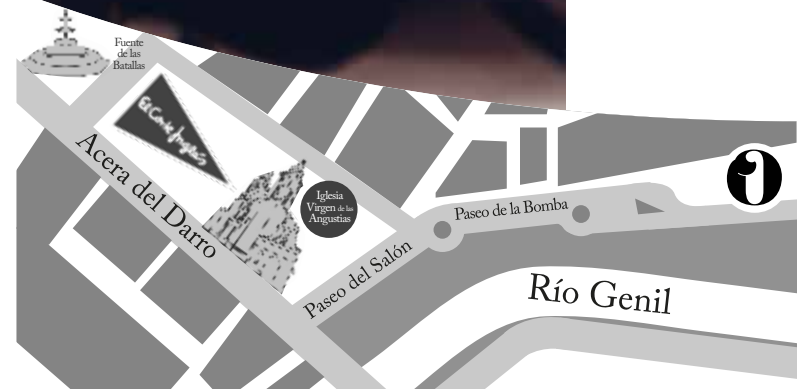 Fuente
de las
Batallas
El Corte Inglés
Acera del Darro
Iglesia
Virgen de las
Angustias
Paseo del Salón
Paseo de la Bomba
Río Genil
1